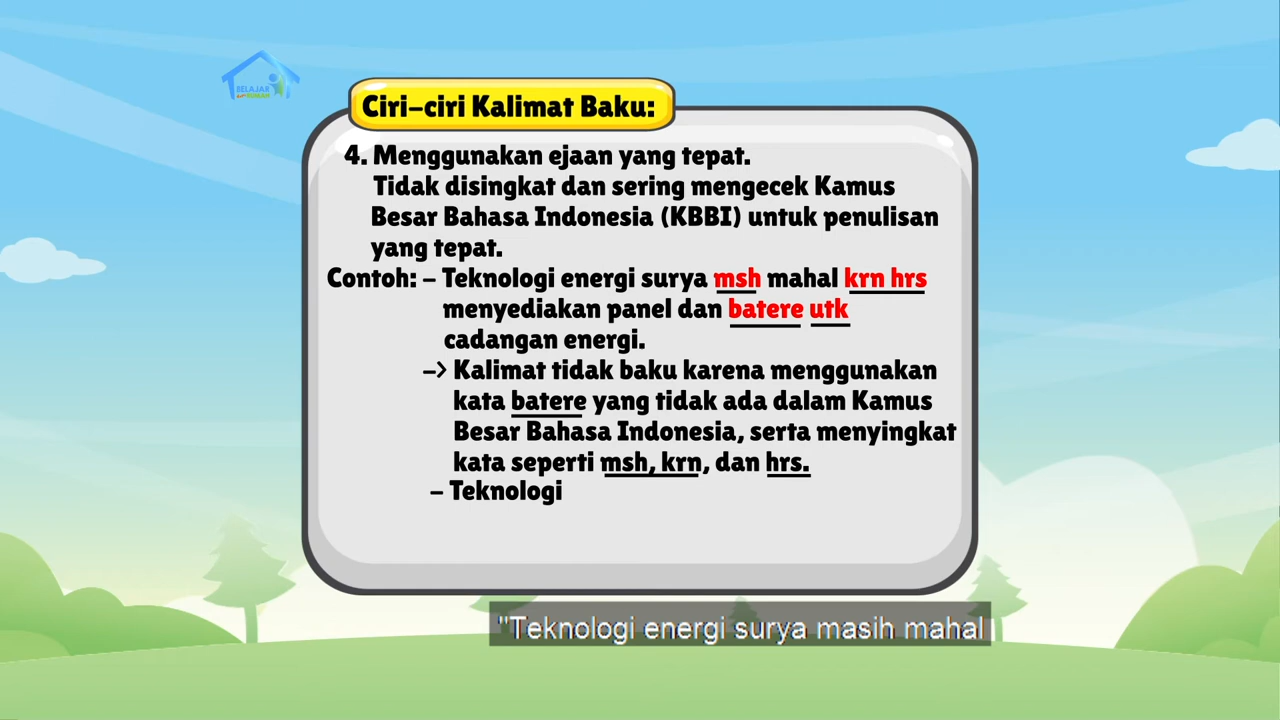 BELAJAR
dari RUMAH
Ciri-ciri Kalimat Baku:
4. Menggunakan ejaan yang tepat.
Tidak disingkat dan sering mengecek Kamus
Besar Bahasa Indonesia (KBBI) untuk penulisan
yang tepat.
Contoh: - Teknologi energi surya msh mahal krn hrs
menyediakan panel dan batere utk
cadangan energi.
-> Kalimat tidak baku karena menggunakan
kata batere yang tidak ada dalam Kamus
Besar Bahasa Indonesia, serta menyingkat
kata seperti msh, krn, dan hrs.
- Teknologi
"Teknologi energi surya masih mahal